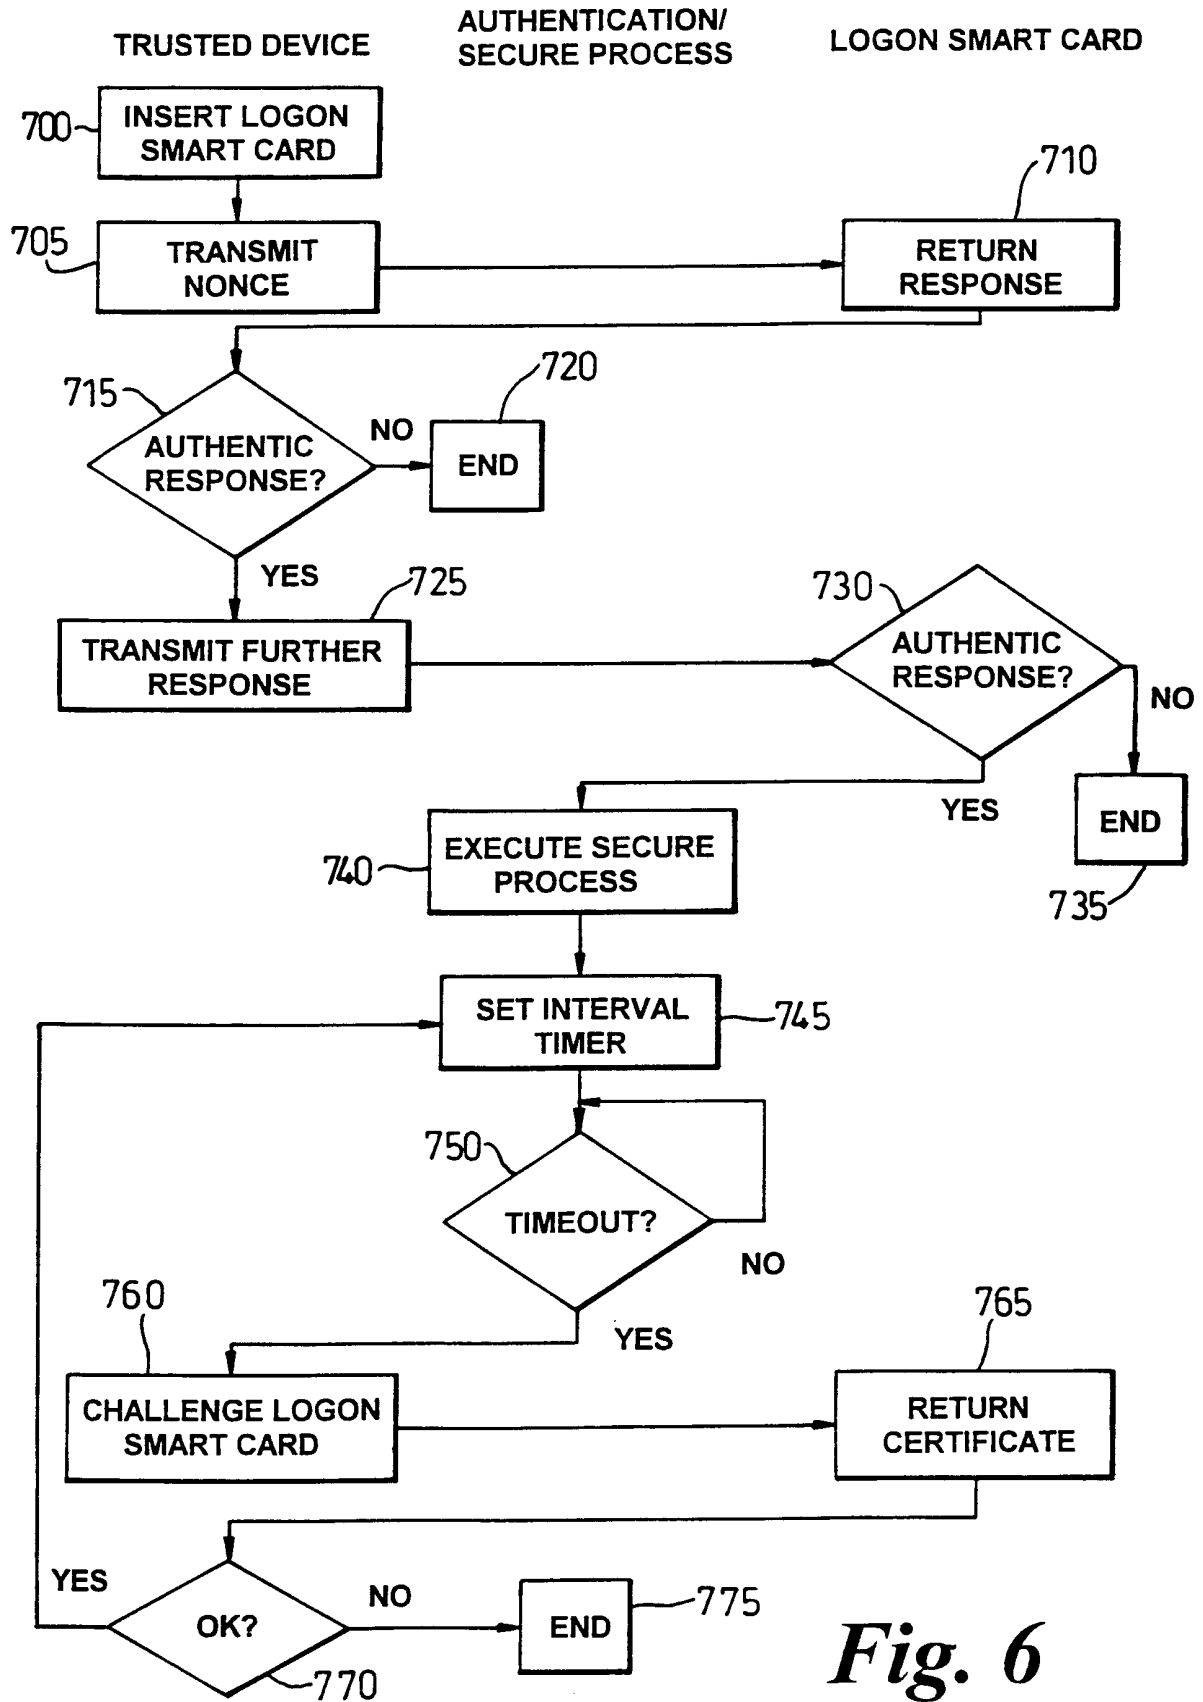 TRUSTED DEVICE
AUTHENTICATION/
SECURE PROCESS
LOGON SMART CARD
700
INSERT LOGON
SMART CARD
705
TRANSMIT
NONCE
710
RETURN
RESPONSE
715
AUTHENTIC
RESPONSE?
NO
720
END
YES
725
TRANSMIT FURTHER
RESPONSE
730
AUTHENTIC
RESPONSE?
NO
YES
END
735
740
EXECUTE SECURE
PROCESS
SET INTERVAL
TIMER
745
750
TIMEOUT?
NO
YES
760
CHALLENGE LOGON
SMART CARD
765
RETURN
CERTIFICATE
YES
OK?
NO
770
END
775
Fig. 6